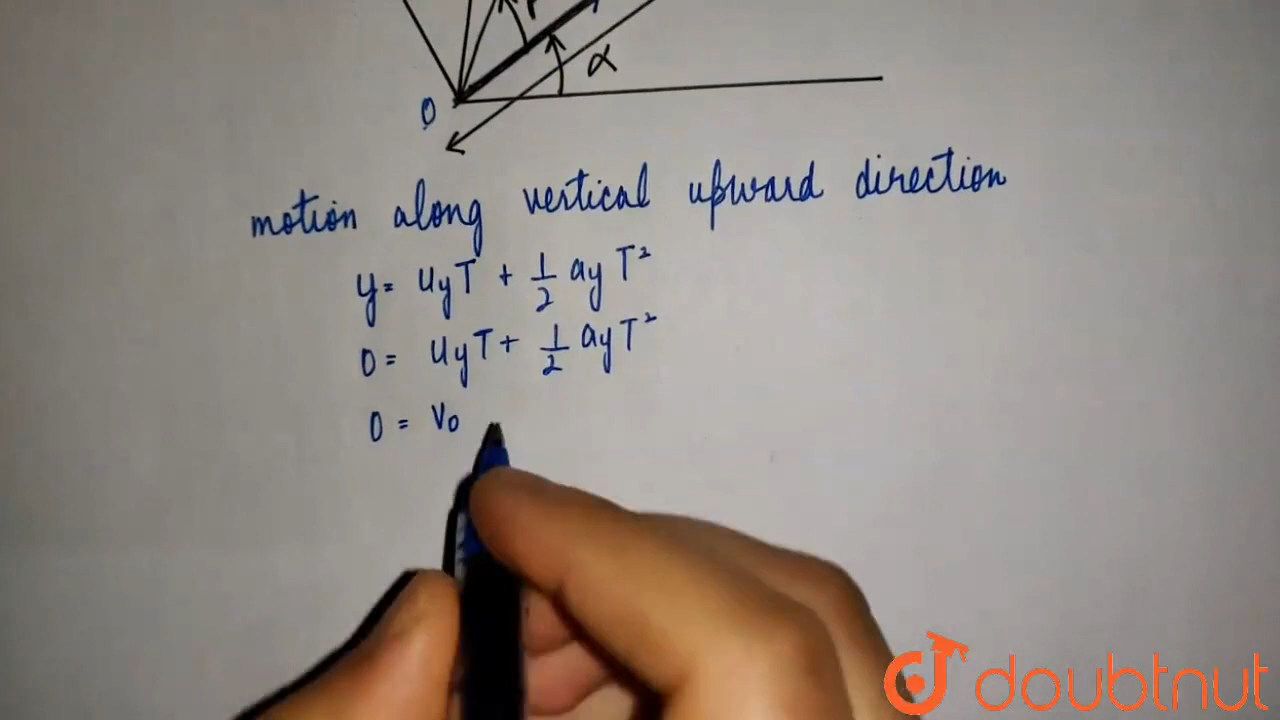 α
O
motion along vertical upward direction
y = uyT + 1/2 ayT²
0 = uyT + 1/2 ayT²
0 = v₀
doubtnut